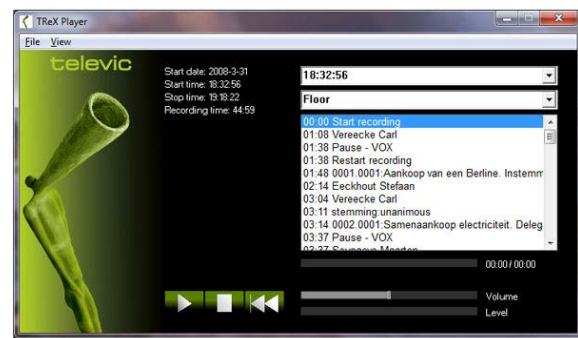 TReX Player
File View
televic
Start date: 2008-3-31
Start time: 18:32:56
Stop time: 19:18:22
Recording time: 44:59
18:32:56
Floor
00:00 Start recording
01:08 Vereecke Carl
01:38 Pause - VOX
01:38 Restart recording
01:48 0001.0001:Aankoop van een Berline. Instemm
02:14 Eeckhout Stefaan
03:04 Vereecke Carl
03:11 stemming:unanimous
03:14 0002.0001:Samenaankoop electriciteit. Deleg
03:37 Pause - VOX
00:00 / 00:00
Volume
Level